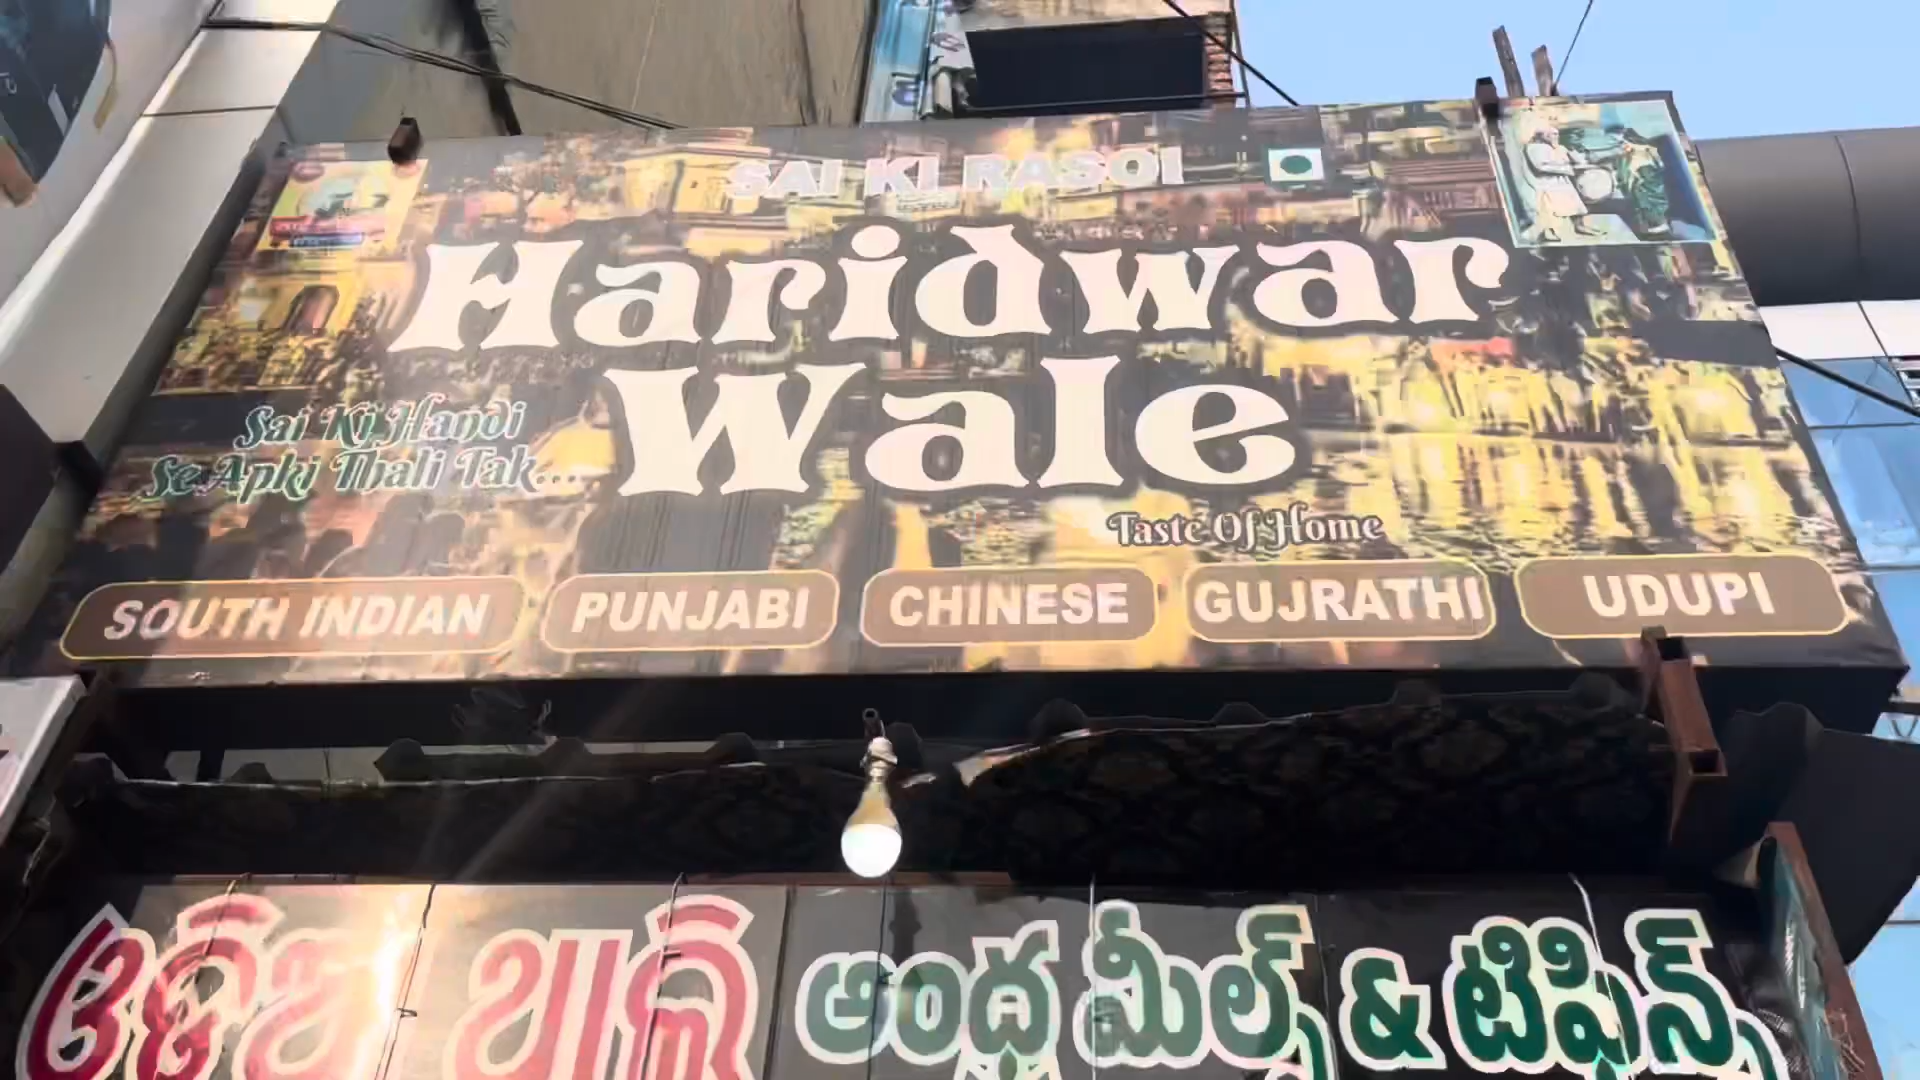 SAI KI RASOI
Haridwar
Wale
Sai Ki Handi
Se Apki Thali Tak...
Taste Of Home
SOUTH INDIAN PUNJABI CHINESE GUJRATHI UDUPI
ଓଡ଼ିଆ ଥାଳି ఆంధ్ర మీల్స్ & టిఫిన్స్